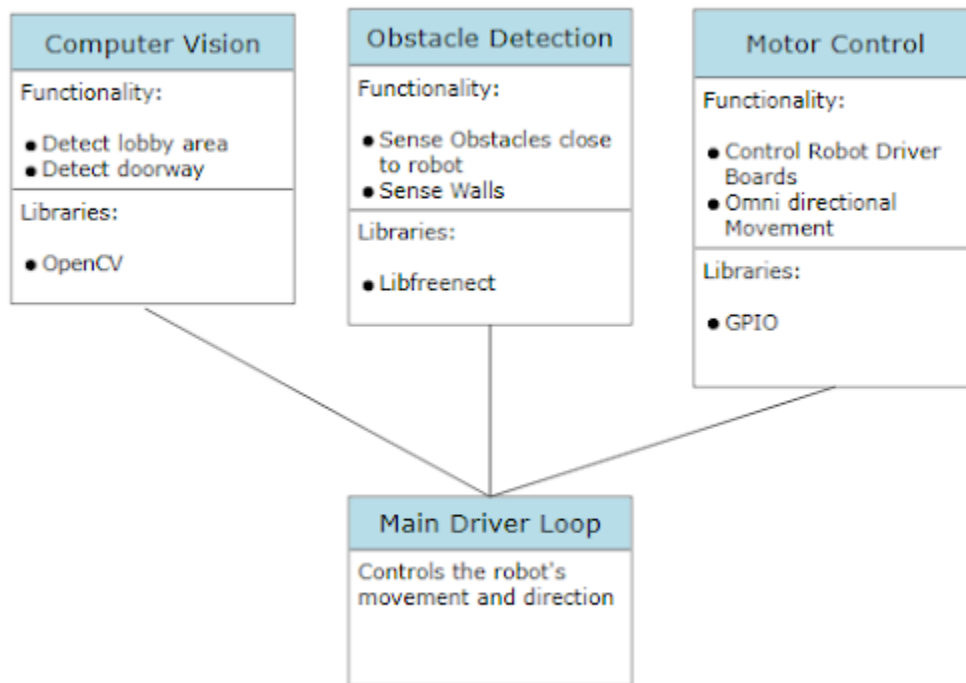 Computer Vision
Functionality:
● Detect lobby area
● Detect doorway
Libraries:
● OpenCV
Obstacle Detection
Functionality:
● Sense Obstacles close
to robot
● Sense Walls
Libraries:
● Libfreenect
Motor Control
Functionality:
● Control Robot Driver
Boards
● Omni directional
Movement
Libraries:
● GPIO
Main Driver Loop
Controls the robot's
movement and direction